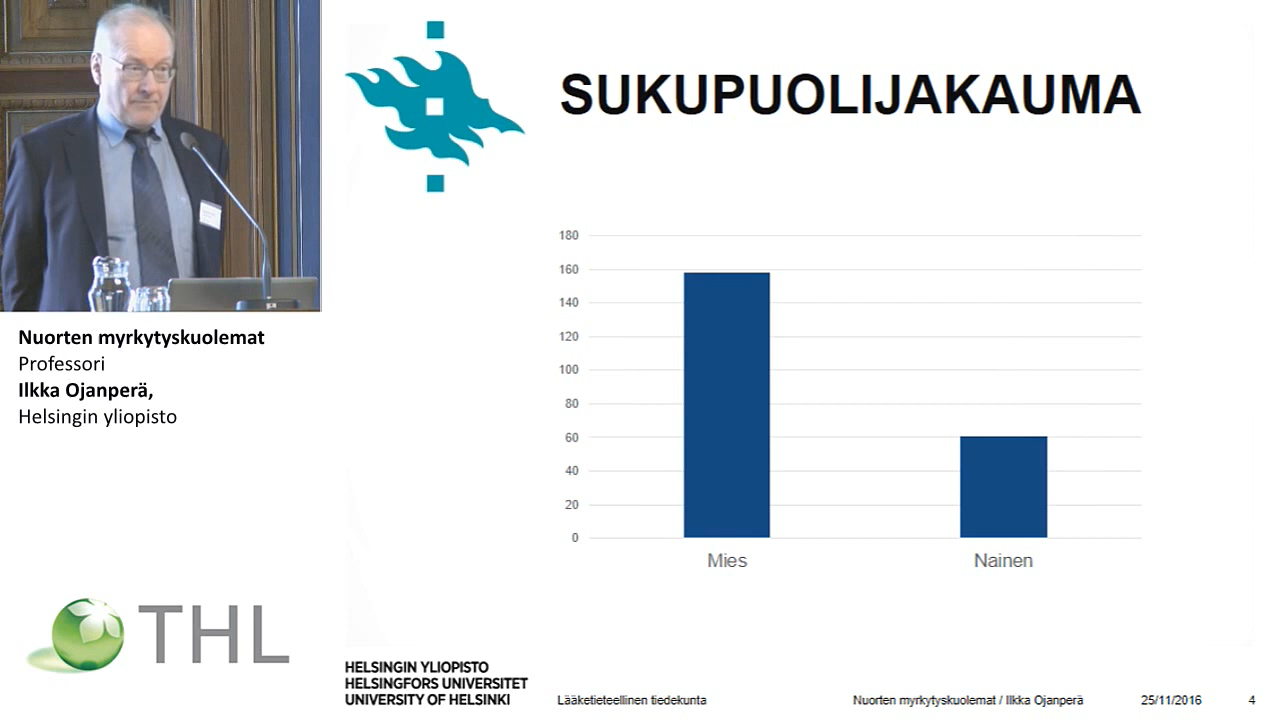 SUKUPUOLIJAKAUMA
180
160
140
120
100
80
60
40
20
0
Mies
Nainen
Nuorten myrkytyskuolemat
Professori
Ilkka Ojanperä,
Helsingin yliopisto
THL
HELSINGIN YLIOPISTO
HELSINGFORS UNIVERSITET
UNIVERSITY OF HELSINKI
Lääketieteellinen tiedekunta
Nuorten myrkytyskuolemat / Ilkka Ojanperä
25/11/2016
4